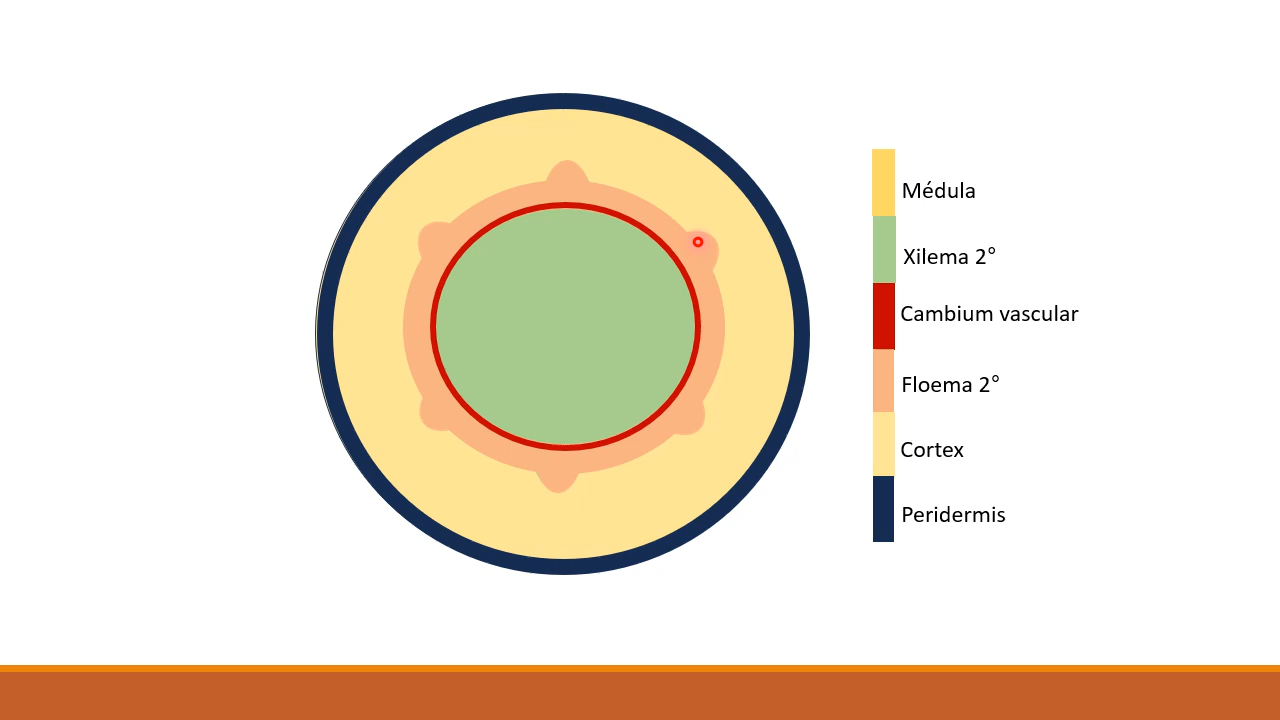 Médula
Xilema 2°
Cambium vascular
Floema 2°
Cortex
Peridermis